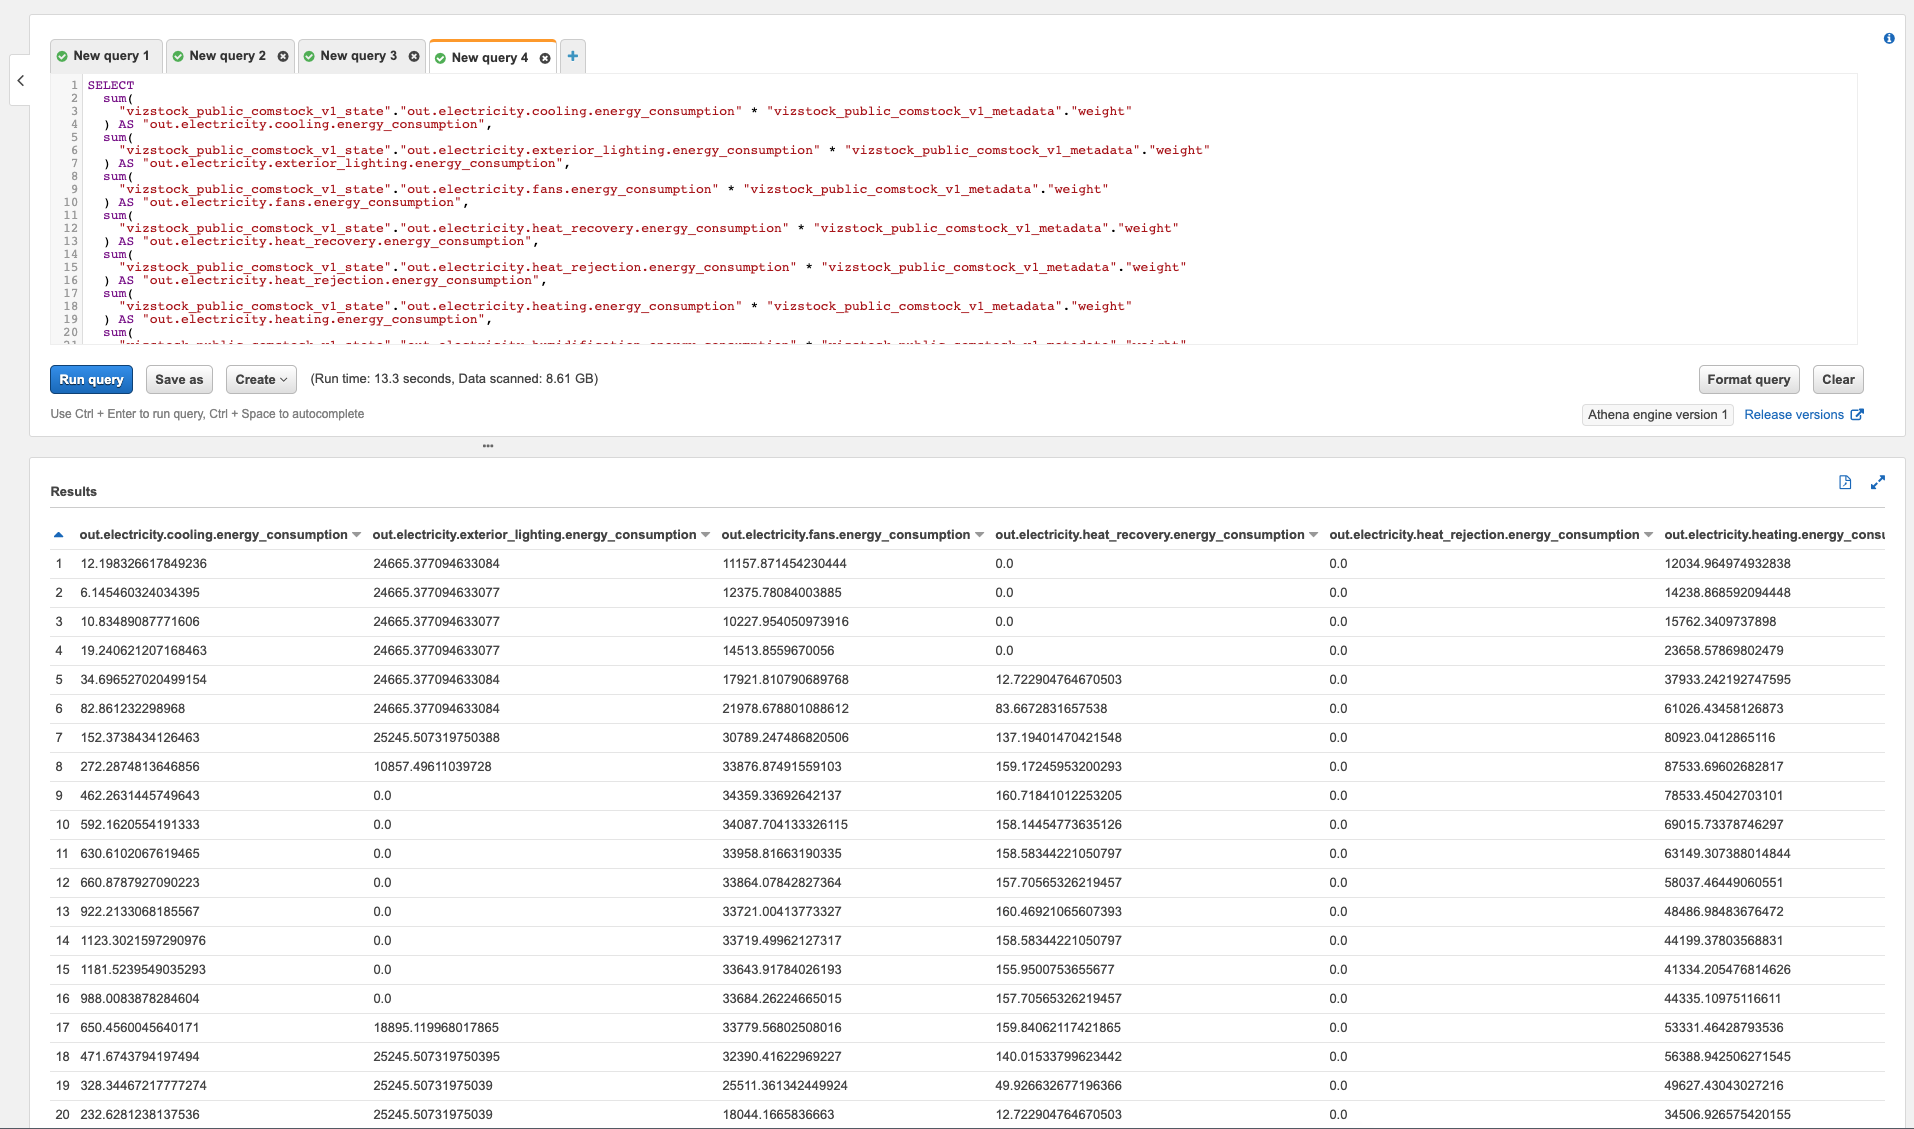 New query 1 New query 2 New query 3 New query 4 +
1 SELECT
2 sum(
3 "vizstock_public_comstock_v1_state"."out.electricity.cooling.energy_consumption" * "vizstock_public_comstock_v1_metadata"."weight"
4 ) AS "out.electricity.cooling.energy_consumption",
5 sum(
6 "vizstock_public_comstock_v1_state"."out.electricity.exterior_lighting.energy_consumption" * "vizstock_public_comstock_v1_metadata"."weight"
7 ) AS "out.electricity.exterior_lighting.energy_consumption",
8 sum(
9 "vizstock_public_comstock_v1_state"."out.electricity.fans.energy_consumption" * "vizstock_public_comstock_v1_metadata"."weight"
10 ) AS "out.electricity.fans.energy_consumption",
11 sum(
12 "vizstock_public_comstock_v1_state"."out.electricity.heat_recovery.energy_consumption" * "vizstock_public_comstock_v1_metadata"."weight"
13 ) AS "out.electricity.heat_recovery.energy_consumption",
14 sum(
15 "vizstock_public_comstock_v1_state"."out.electricity.heat_rejection.energy_consumption" * "vizstock_public_comstock_v1_metadata"."weight"
16 ) AS "out.electricity.heat_rejection.energy_consumption",
17 sum(
18 "vizstock_public_comstock_v1_state"."out.electricity.heating.energy_consumption" * "vizstock_public_comstock_v1_metadata"."weight"
19 ) AS "out.electricity.heating.energy_consumption",
20 sum(
Run query Save as Create (Run time: 13.3 seconds, Data scanned: 8.61 GB) Format query Clear
Use Ctrl + Enter to run query, Ctrl + Space to autocomplete Athena engine version 1 Release versions
Results
out.electricity.cooling.energy_consumption out.electricity.exterior_lighting.energy_consumption out.electricity.fans.energy_consumption out.electricity.heat_recovery.energy_consumption out.electricity.heat_rejection.energy_consumption out.electricity.heating.energy_consu
1 12.198326617849236 24665.377094633084 11157.871454230444 0.0 0.0 12034.964974932838
2 6.145460324034395 24665.377094633077 12375.78084003885 0.0 0.0 14238.868592094448
3 10.83489087771606 24665.377094633077 10227.954050973916 0.0 0.0 15762.3409737898
4 19.240621207168463 24665.377094633077 14513.8559670056 0.0 0.0 23658.57869802479
5 34.696527020499154 24665.377094633084 17921.810790689768 12.722904764670503 0.0 37933.242192747595
6 82.861232298968 24665.377094633084 21978.678801088612 83.6672831657538 0.0 61026.43458126873
7 152.3738434126463 25245.507319750388 30789.247486820506 137.19401470421548 0.0 80923.0412865116
8 272.2874813646856 10857.49611039728 33876.87491559103 159.17245953200293 0.0 87533.69602682817
9 462.2631445749643 0.0 34359.33692642137 160.71841012253205 0.0 78533.45042703101
10 592.1620554191333 0.0 34087.704133326115 158.14454773635126 0.0 69015.73378746297
11 630.6102067619465 0.0 33958.81663190335 158.58344221050797 0.0 63149.307388014844
12 660.8787927090223 0.0 33864.07842827364 157.70565326219457 0.0 58037.46449060551
13 922.2133068185567 0.0 33721.00413773327 160.46921065607393 0.0 48486.98483676472
14 1123.3021597290976 0.0 33719.49962127317 158.58344221050797 0.0 44199.37803568831
15 1181.5239549035293 0.0 33643.91784026193 155.9500753655677 0.0 41334.205476814626
16 988.0083878284604 0.0 33684.26224665015 157.70565326219457 0.0 44335.10975116611
17 650.4560045640171 18895.119968017865 33779.56802508016 159.84062117421865 0.0 53331.46428793536
18 471.6743794197494 25245.507319750395 32390.41622969227 140.01533799623442 0.0 56388.942506271545
19 328.34467217777274 25245.50731975039 25511.361342449924 49.926632677196366 0.0 49627.43043027216
20 232.6281238137536 25245.50731975039 18044.1665836663 12.722904764670503 0.0 34506.926575420155